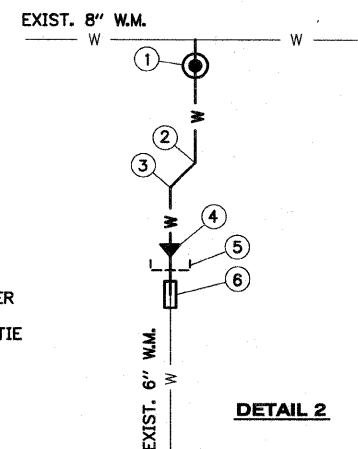 EXIST. 8" W.M.
W W
1
W
2
3
W
4
5
6
ER
TIE
EXIST. 6" W.M.
W
DETAIL 2